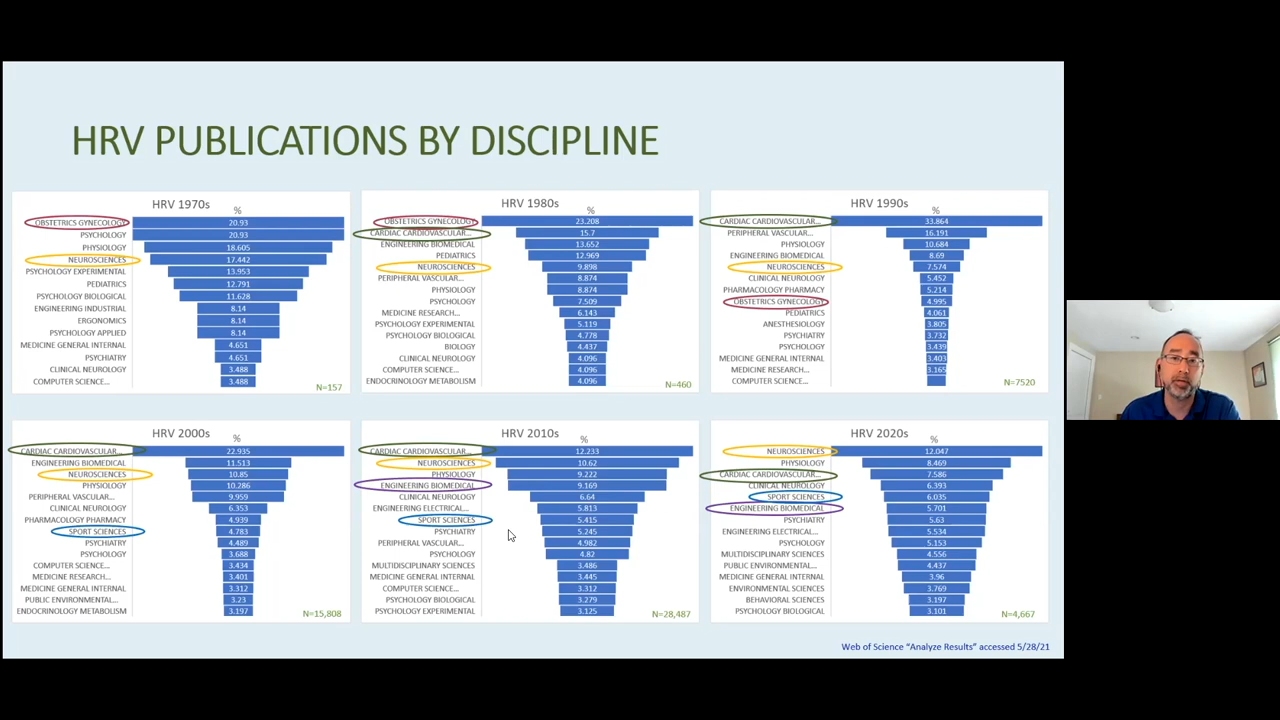 HRV PUBLICATIONS BY DISCIPLINE
HRV 1970s
%
OBSTETRICS GYNECOLOGY 20.93
PSYCHOLOGY 20.93
PHYSIOLOGY 18.605
NEUROSCIENCES 17.442
PSYCHOLOGY EXPERIMENTAL 13.953
PEDIATRICS 12.791
PSYCHOLOGY BIOLOGICAL 11.628
ENGINEERING INDUSTRIAL 8.14
ERGONOMICS 8.14
PSYCHOLOGY APPLIED 8.14
MEDICINE GENERAL INTERNAL 4.651
PSYCHIATRY 4.651
CLINICAL NEUROLOGY 3.488
COMPUTER SCIENCE... 3.488
N=157
HRV 1980s
%
OBSTETRICS GYNECOLOGY 23.208
CARDIAC CARDIOVASCULAR... 15.7
ENGINEERING BIOMEDICAL 13.652
PEDIATRICS 12.969
NEUROSCIENCES 9.898
PERIPHERAL VASCULAR... 8.874
PHYSIOLOGY 8.874
PSYCHOLOGY 7.509
MEDICINE RESEARCH... 6.143
PSYCHOLOGY EXPERIMENTAL 5.119
PSYCHOLOGY BIOLOGICAL 4.778
BIOLOGY 4.437
CLINICAL NEUROLOGY 4.096
COMPUTER SCIENCE... 4.096
ENDOCRINOLOGY METABOLISM 4.096
N=460
HRV 1990s
%
CARDIAC CARDIOVASCULAR... 33.864
PERIPHERAL VASCULAR... 16.191
PHYSIOLOGY 10.684
ENGINEERING BIOMEDICAL 8.69
NEUROSCIENCES 7.574
CLINICAL NEUROLOGY 5.452
PHARMACOLOGY PHARMACY 5.214
OBSTETRICS GYNECOLOGY 4.995
PEDIATRICS 4.061
ANESTHESIOLOGY 3.805
PSYCHIATRY 3.732
PSYCHOLOGY 3.439
MEDICINE GENERAL INTERNAL 3.403
MEDICINE RESEARCH... 3.165
COMPUTER SCIENCE...
N=7520
HRV 2000s
%
CARDIAC CARDIOVASCULAR... 22.935
ENGINEERING BIOMEDICAL 11.513
NEUROSCIENCES 10.85
PHYSIOLOGY 10.286
PERIPHERAL VASCULAR... 9.959
CLINICAL NEUROLOGY 6.353
PHARMACOLOGY PHARMACY 4.939
SPORT SCIENCES 4.783
PSYCHIATRY 4.489
PSYCHOLOGY 3.688
COMPUTER SCIENCE... 3.434
MEDICINE RESEARCH... 3.401
MEDICINE GENERAL INTERNAL 3.312
PUBLIC ENVIRONMENTAL... 3.23
ENDOCRINOLOGY METABOLISM 3.197
N=15,808
HRV 2010s
%
CARDIAC CARDIOVASCULAR... 12.233
NEUROSCIENCES 10.62
PHYSIOLOGY 9.222
ENGINEERING BIOMEDICAL 9.169
CLINICAL NEUROLOGY 6.64
ENGINEERING ELECTRICAL... 5.813
SPORT SCIENCES 5.415
PSYCHIATRY 5.245
PERIPHERAL VASCULAR... 4.982
PSYCHOLOGY 4.82
MULTIDISCIPLINARY SCIENCES 3.486
MEDICINE GENERAL INTERNAL 3.445
COMPUTER SCIENCE... 3.312
PSYCHOLOGY BIOLOGICAL 3.279
PSYCHOLOGY EXPERIMENTAL 3.125
N=28,487
HRV 2020s
%
NEUROSCIENCES 12.047
PHYSIOLOGY 8.469
CARDIAC CARDIOVASCULAR... 7.586
CLINICAL NEUROLOGY 6.393
SPORT SCIENCES 6.035
ENGINEERING BIOMEDICAL 5.701
PSYCHIATRY 5.63
ENGINEERING ELECTRICAL... 5.534
PSYCHOLOGY 5.153
MULTIDISCIPLINARY SCIENCES 4.556
PUBLIC ENVIRONMENTAL... 4.437
MEDICINE GENERAL INTERNAL 3.96
ENVIRONMENTAL SCIENCES 3.769
BEHAVIORAL SCIENCES 3.197
PSYCHOLOGY BIOLOGICAL 3.101
N=4,667
Web of Science "Analyze Results" accessed 5/28/21